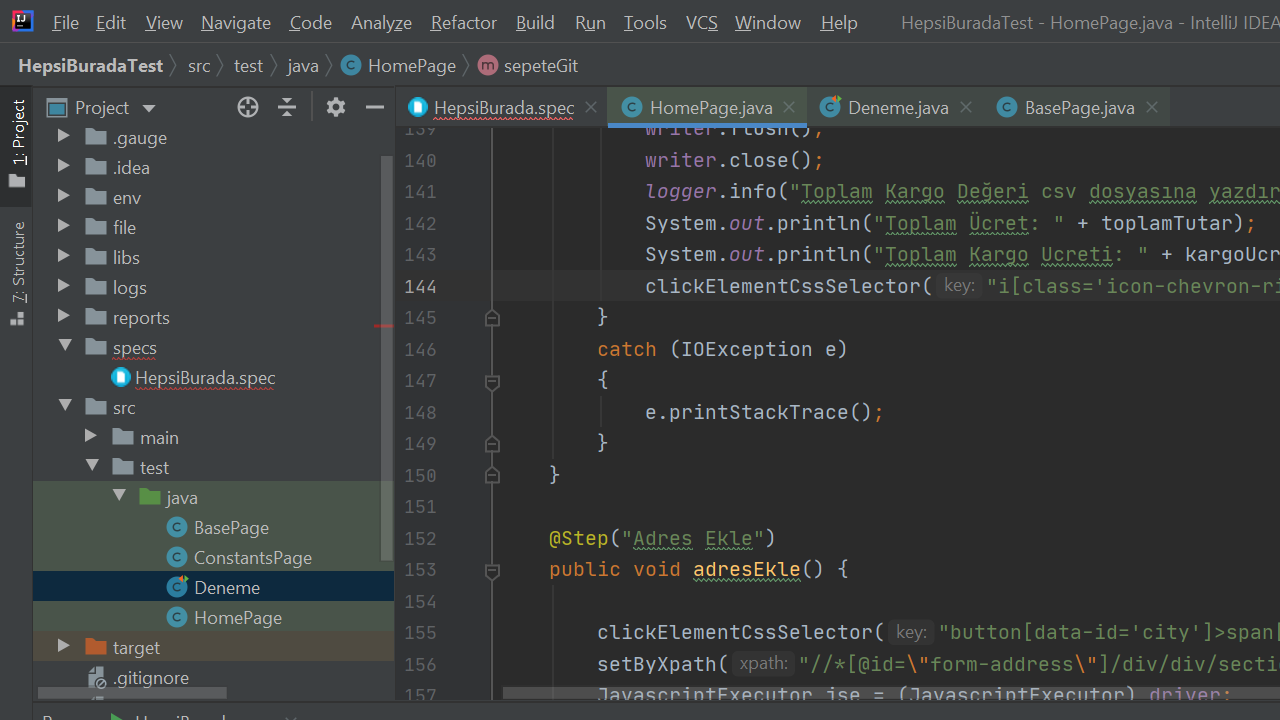 File Edit View Navigate Code Analyze Refactor Build Run Tools VCS Window Help HepsiBuradaTest - HomePage.java - IntelliJ IDEA
HepsiBuradaTest src test java HomePage sepeteGit
1: Project
7: Structure
Project
.gauge
.idea
env
file
libs
logs
reports
specs
HepsiBurada.spec
src
main
test
java
BasePage
ConstantsPage
Deneme
HomePage
target
.gitignore
HepsiBurada.spec HomePage.java Deneme.java BasePage.java
139 writer.flush();
140 writer.close();
141 logger.info("Toplam Kargo Değeri csv dosyasına yazdır
142 System.out.println("Toplam Ücret: " + toplamTutar);
143 System.out.println("Toplam Kargo Ucreti: " + kargoUcr
144 clickElementCssSelector( key: "i[class='icon-chevron-ri
145 }
146 catch (IOException e)
147 {
148 e.printStackTrace();
149 }
150 }
151
152 @Step("Adres Ekle")
153 public void adresEkle() {
154
155 clickElementCssSelector( key: "button[data-id='city']>span[
156 setByXpath( xpath: "//*[@id=\"form-address\"]/div/div/secti
157 JavascriptExecutor jse = (JavascriptExecutor) driver;